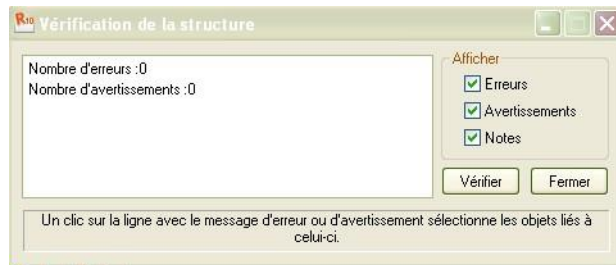 R10 Vérification de la structure
Nombre d'erreurs :0
Nombre d'avertissements :0
Afficher
Erreurs
Avertissements
Notes
Vérifier Fermer
Un clic sur la ligne avec le message d'erreur ou d'avertissement sélectionne les objets liés à
celui-ci.